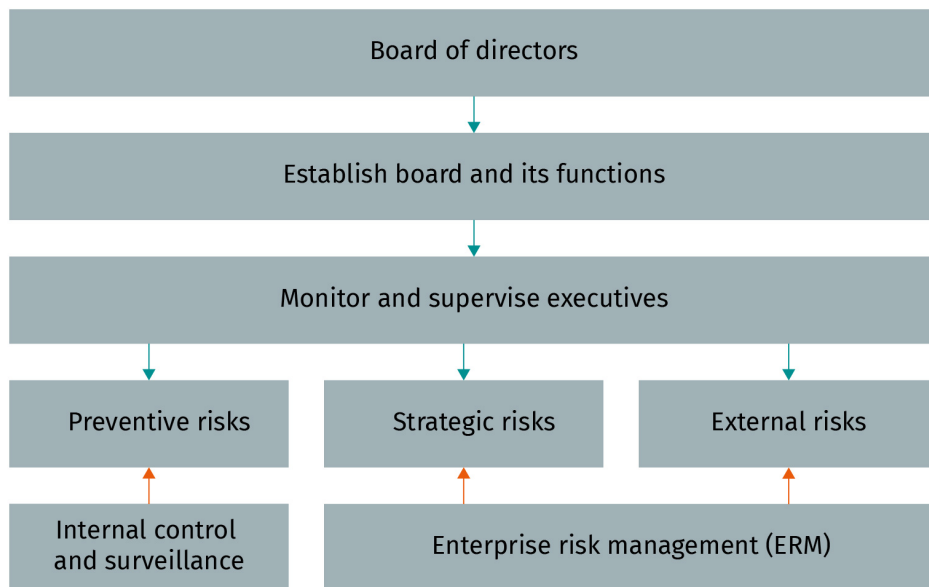 Board of directors
Establish board and its functions
Monitor and supervise executives
Preventive risks
Strategic risks
External risks
Internal control
and surveillance
Enterprise risk management (ERM)